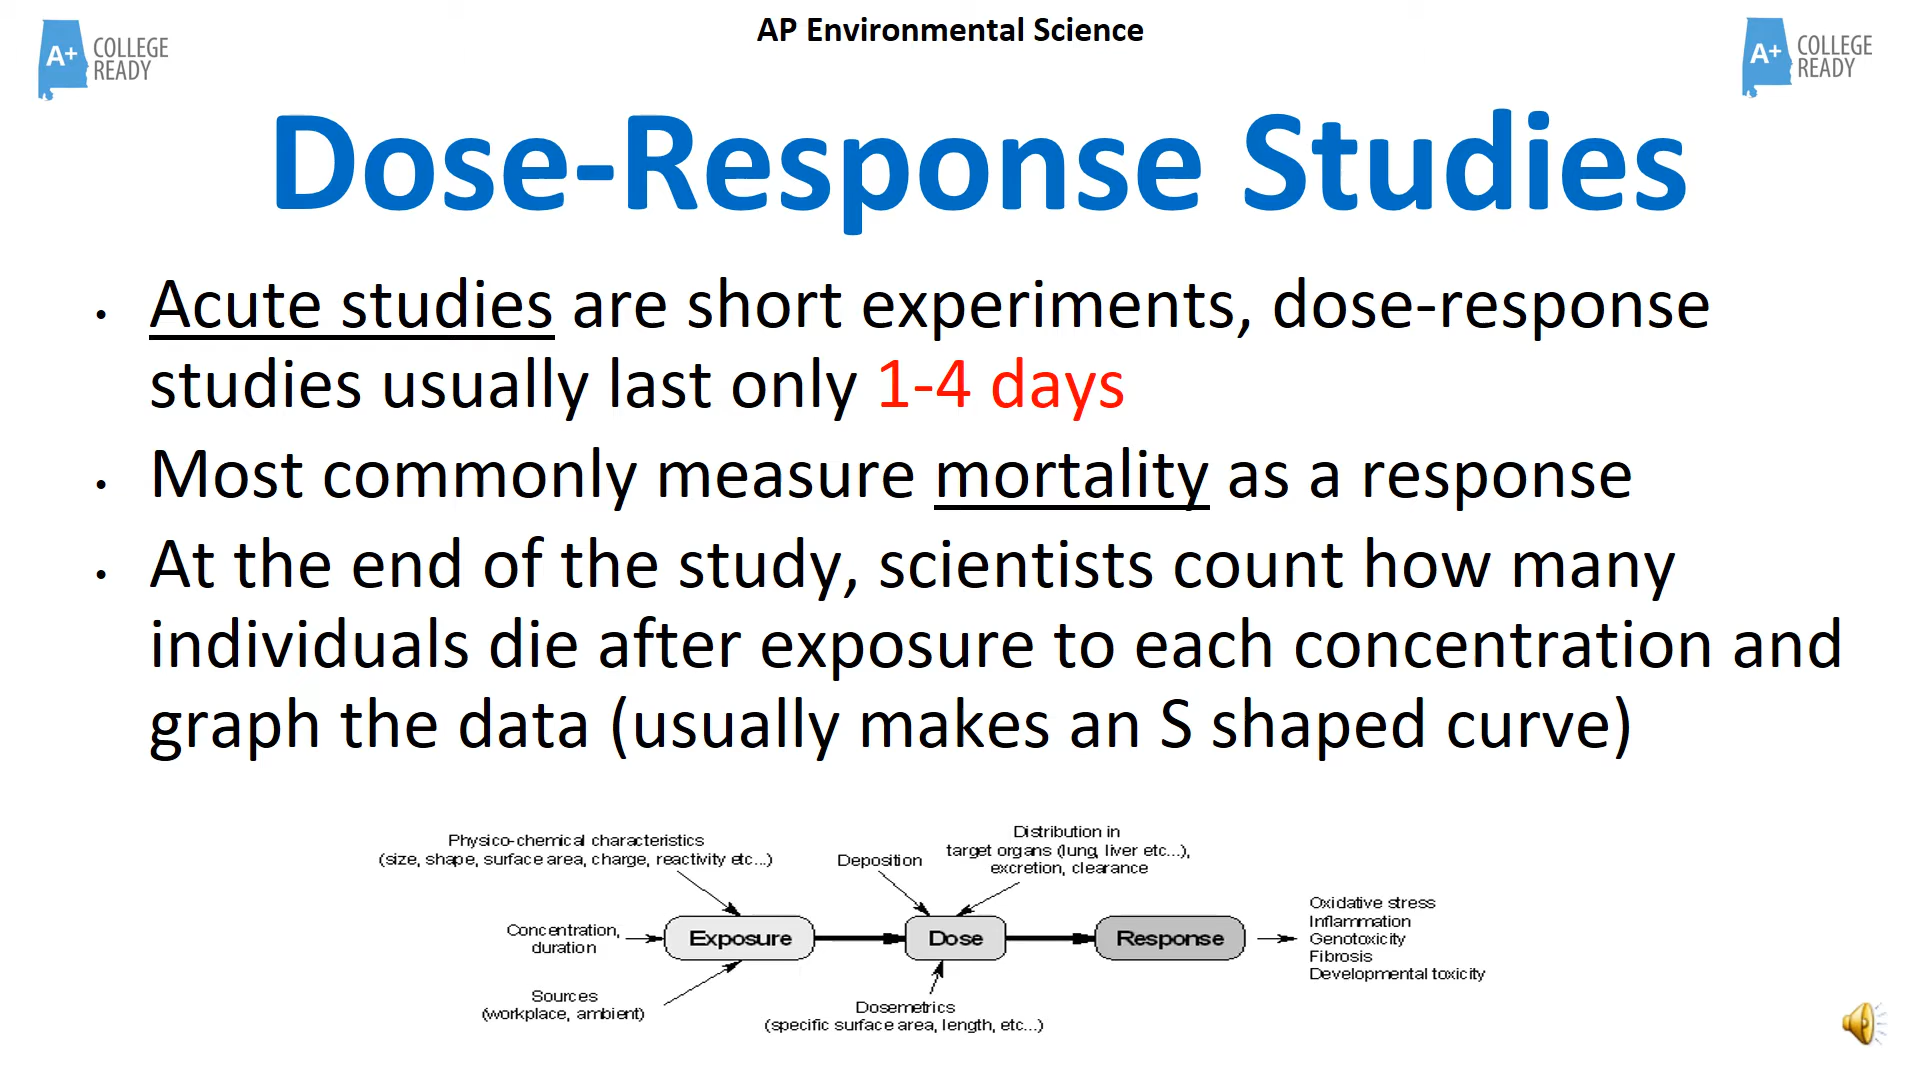 AP Environmental Science
A+ COLLEGE
READY
A+ COLLEGE
READY
Dose-Response Studies
• Acute studies are short experiments, dose-response
studies usually last only 1-4 days
• Most commonly measure mortality as a response
• At the end of the study, scientists count how many
individuals die after exposure to each concentration and
graph the data (usually makes an S shaped curve)
Physico-chemical characteristics
(size, shape, surface area, charge, reactivity etc...)
Deposition
Distribution in
target organs (lung, liver etc...),
excretion, clearance
Concentration,
duration
Exposure
Dose
Response
Oxidative stress
Inflammation
Genotoxicity
Fibrosis
Developmental toxicity
Sources
(workplace, ambient)
Dosemetrics
(specific surface area, length, etc...)